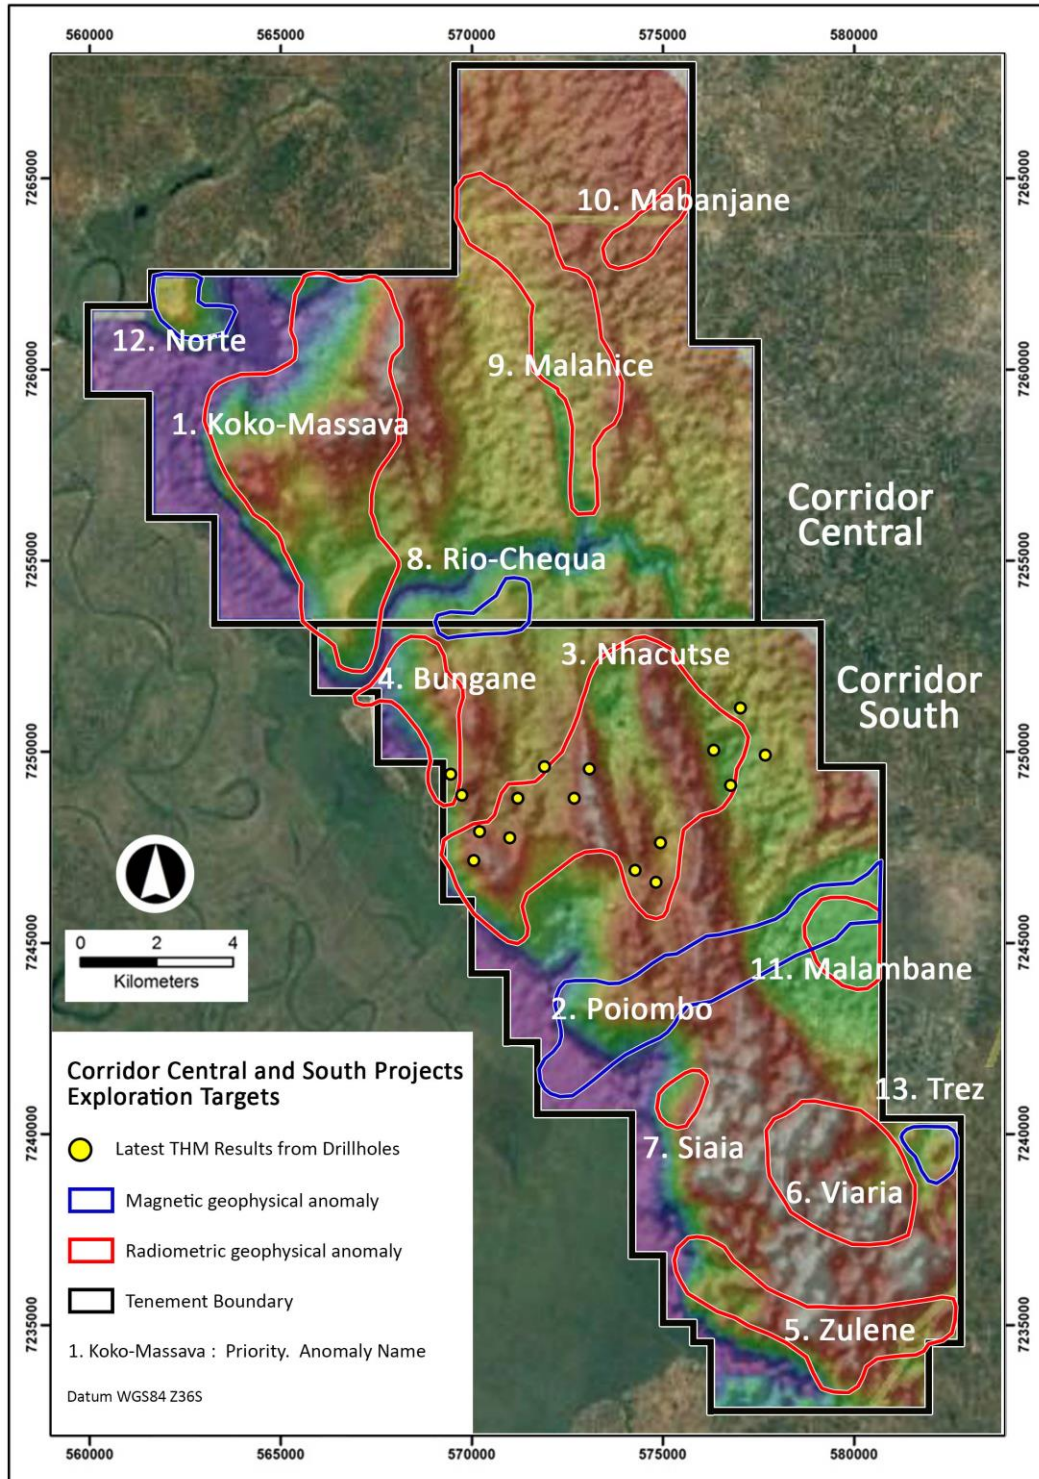 560000 565000 570000 575000 580000
7265000
7265000
10. Mabanjane
12. Norte
7260000
9. Malahice
7260000
1. Koko-Massava
Corridor
Central
7255000
8. Rio-Chequa
7255000
3. Nhacutse
4. Bungane
Corridor
South
7250000
7250000
0 2 4
Kilometers
7245000
11. Malambane
7245000
2. Poiombo
13. Trez
7240000
7. Siaia
7240000
6. Viaria
7235000
5. Zulene
7235000
Corridor Central and South Projects
Exploration Targets
Latest THM Results from Drillholes
Magnetic geophysical anomaly
Radiometric geophysical anomaly
Tenement Boundary
1. Koko-Massava : Priority. Anomaly Name
Datum WGS84 Z36S
560000 565000 570000 575000 580000